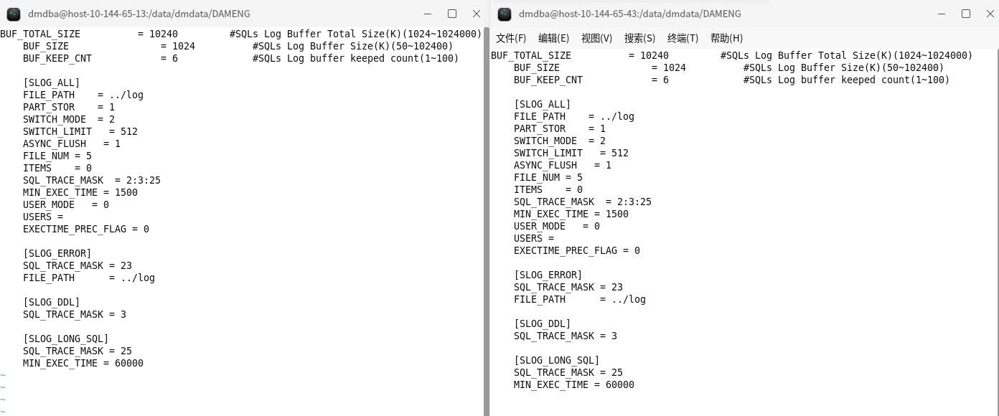 dmdba@host-10-144-65-13:/data/dmdata/DAMENG
BUF_TOTAL_SIZE          = 10240         #SQLs Log Buffer Total Size(K)(1024~1024000)
    BUF_SIZE                = 1024          #SQLs Log Buffer Size(K)(50~102400)
    BUF_KEEP_CNT            = 6             #SQLs Log buffer keeped count(1~100)

    [SLOG_ALL]
    FILE_PATH    = ../log
    PART_STOR    = 1
    SWITCH_MODE  = 2
    SWITCH_LIMIT   = 512
    ASYNC_FLUSH   = 1
    FILE_NUM = 5
    ITEMS    = 0
    SQL_TRACE_MASK  = 2:3:25
    MIN_EXEC_TIME = 1500
    USER_MODE   = 0
    USERS =
    EXECTIME_PREC_FLAG = 0

    [SLOG_ERROR]
    SQL_TRACE_MASK = 23
    FILE_PATH      = ../log

    [SLOG_DDL]
    SQL_TRACE_MASK = 3

    [SLOG_LONG_SQL]
    SQL_TRACE_MASK = 25
    MIN_EXEC_TIME = 60000
~
~
~
~
dmdba@host-10-144-65-43:/data/dmdata/DAMENG
文件(F) 编辑(E) 视图(V) 搜索(S) 终端(T) 帮助(H)
BUF_TOTAL_SIZE          = 10240         #SQLs Log Buffer Total Size(K)(1024~1024000)
    BUF_SIZE                = 1024          #SQLs Log Buffer Size(K)(50~102400)
    BUF_KEEP_CNT            = 6             #SQLs Log buffer keeped count(1~100)

    [SLOG_ALL]
    FILE_PATH    = ../log
    PART_STOR    = 1
    SWITCH_MODE  = 2
    SWITCH_LIMIT   = 512
    ASYNC_FLUSH   = 1
    FILE_NUM = 5
    ITEMS    = 0
    SQL_TRACE_MASK  = 2:3:25
    MIN_EXEC_TIME = 1500
    USER_MODE   = 0
    USERS =
    EXECTIME_PREC_FLAG = 0

    [SLOG_ERROR]
    SQL_TRACE_MASK = 23
    FILE_PATH      = ../log

    [SLOG_DDL]
    SQL_TRACE_MASK = 3

    [SLOG_LONG_SQL]
    SQL_TRACE_MASK = 25
    MIN_EXEC_TIME = 60000